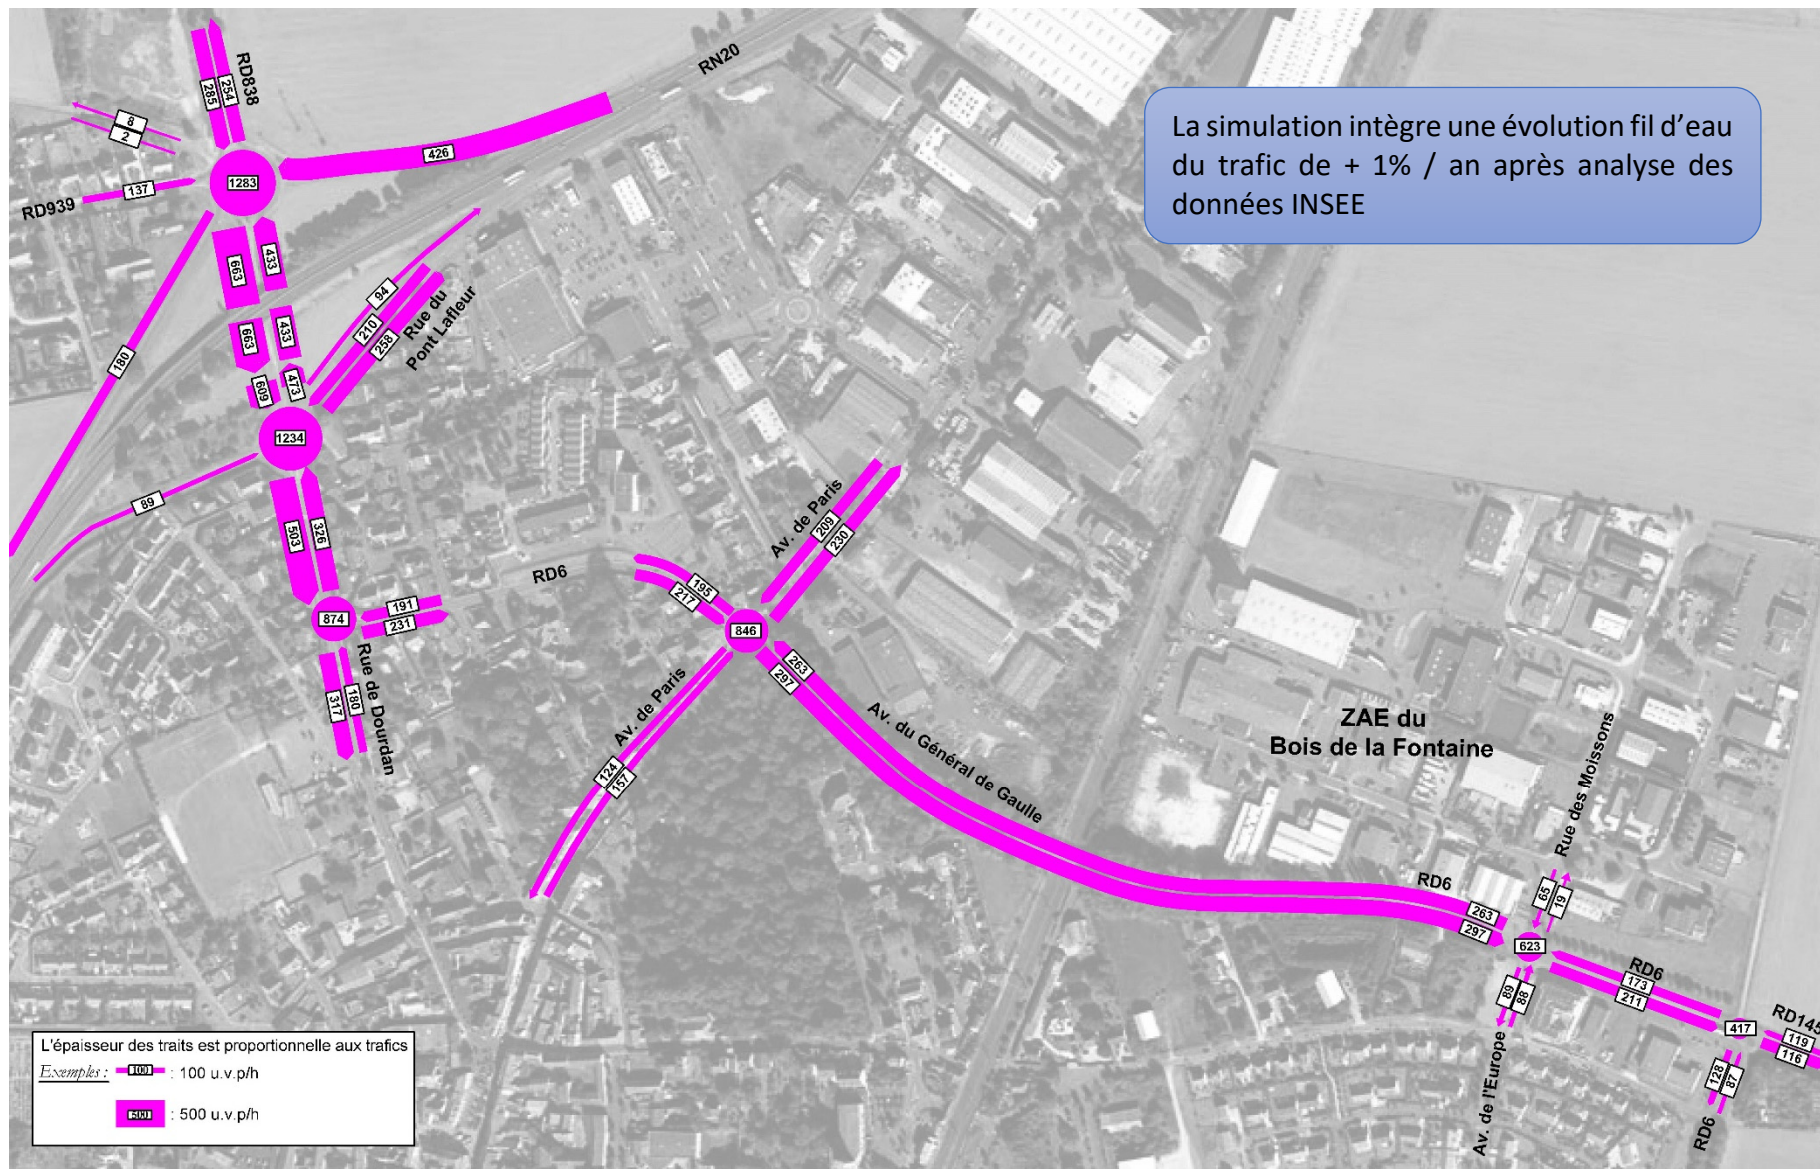 RD838
285
254
8
2
RN20
426
1283
137
RD939
La simulation intègre une évolution fil d'eau
du trafic de + 1% / an après analyse des
données INSEE
663
433
94
210
258
Rue du
Pont Lafleur
663
433
180
609
473
1234
89
503
326
Av. de Paris
209
230
RD6
195
217
191
231
874
846
Rue de Dourdan
317
180
263
297
Av. de Paris
124
157
Av. du Général de Gaulle
ZAE du
Bois de la Fontaine
Rue des Moissons
RD6
65
19
263
297
623
RD6
173
211
89
88
Av. de l'Europe
417
RD145
119
116
128
87
RD6
L'épaisseur des traits est proportionnelle aux trafics
Exemples : 100 : 100 u.v.p/h
500 : 500 u.v.p/h